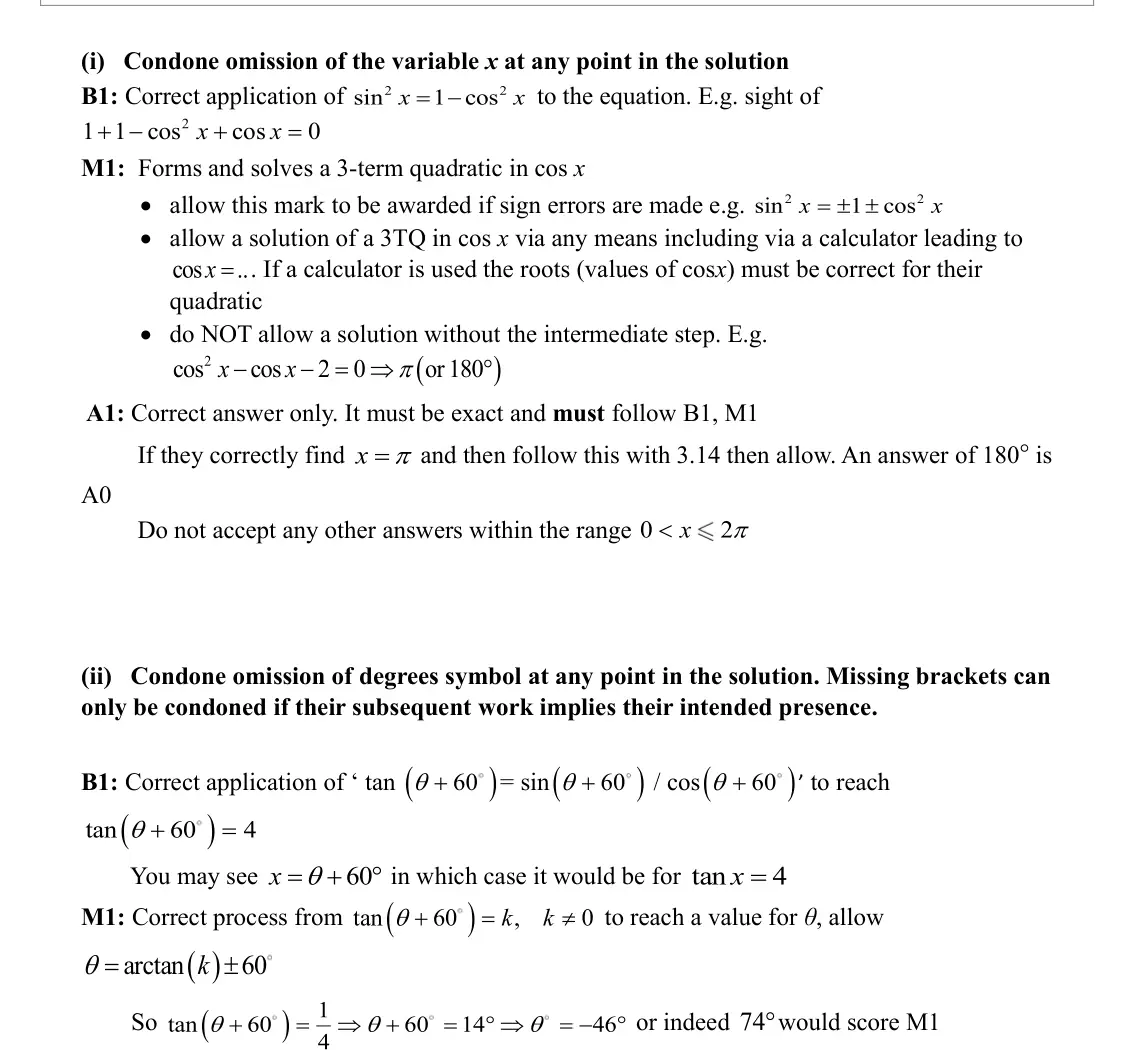 (i) Condone omission of the variable x at any point in the solution
B1: Correct application of sin² x = 1 − cos² x to the equation. E.g. sight of
1 + 1 − cos² x + cos x = 0
M1: Forms and solves a 3-term quadratic in cos x
• allow this mark to be awarded if sign errors are made e.g. sin² x = ±1 ± cos² x
• allow a solution of a 3TQ in cos x via any means including via a calculator leading to
cos x = ... If a calculator is used the roots (values of cosx) must be correct for their
quadratic
• do NOT allow a solution without the intermediate step. E.g.
cos² x − cos x − 2 = 0 ⇒ π (or 180°)
A1: Correct answer only. It must be exact and must follow B1, M1
If they correctly find x = π and then follow this with 3.14 then allow. An answer of 180° is
A0
Do not accept any other answers within the range 0 < x ⩽ 2π
(ii) Condone omission of degrees symbol at any point in the solution. Missing brackets can
only be condoned if their subsequent work implies their intended presence.
B1: Correct application of ‘ tan (θ + 60°) = sin(θ + 60°) / cos(θ + 60°)’ to reach
tan(θ + 60°) = 4
You may see x = θ + 60° in which case it would be for tan x = 4
M1: Correct process from tan(θ + 60°) = k, k ≠ 0 to reach a value for θ, allow
θ = arctan(k) ± 60°
So tan(θ + 60°) = 1/4 ⇒ θ + 60° = 14° ⇒ θ° = −46° or indeed 74° would score M1